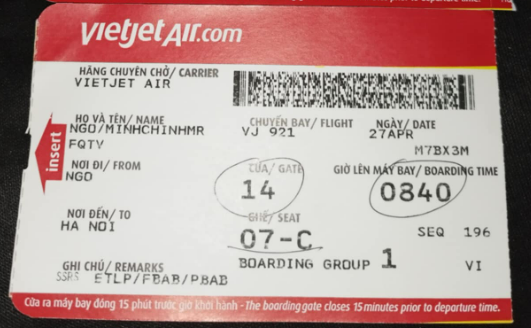 vietjetAir.com
HÃNG CHUYÊN CHỞ/ CARRIER
VIETJET AIR
HỌ VÀ TÊN/ NAME
NGO/MINHCHINHMR
CHUYẾN BAY/ FLIGHT
VJ 921
NGÀY/ DATE
27APR
FQTV
M7BX3M
NƠI ĐI/ FROM
NGO
CỬA/ GATE
14
GIỜ LÊN MÁY BAY/ BOARDING TIME
0840
NƠI ĐẾN/ TO
HA NOI
GHẾ/ SEAT
07-C
SEQ 196
GHI CHÚ/ REMARKS
SSRS ETLP/FBAB/PBAB
BOARDING GROUP 1
VI
insert
Cửa ra máy bay đóng 15 phút trước giờ khởi hành - The boarding gate closes 15 minutes prior to departure time.